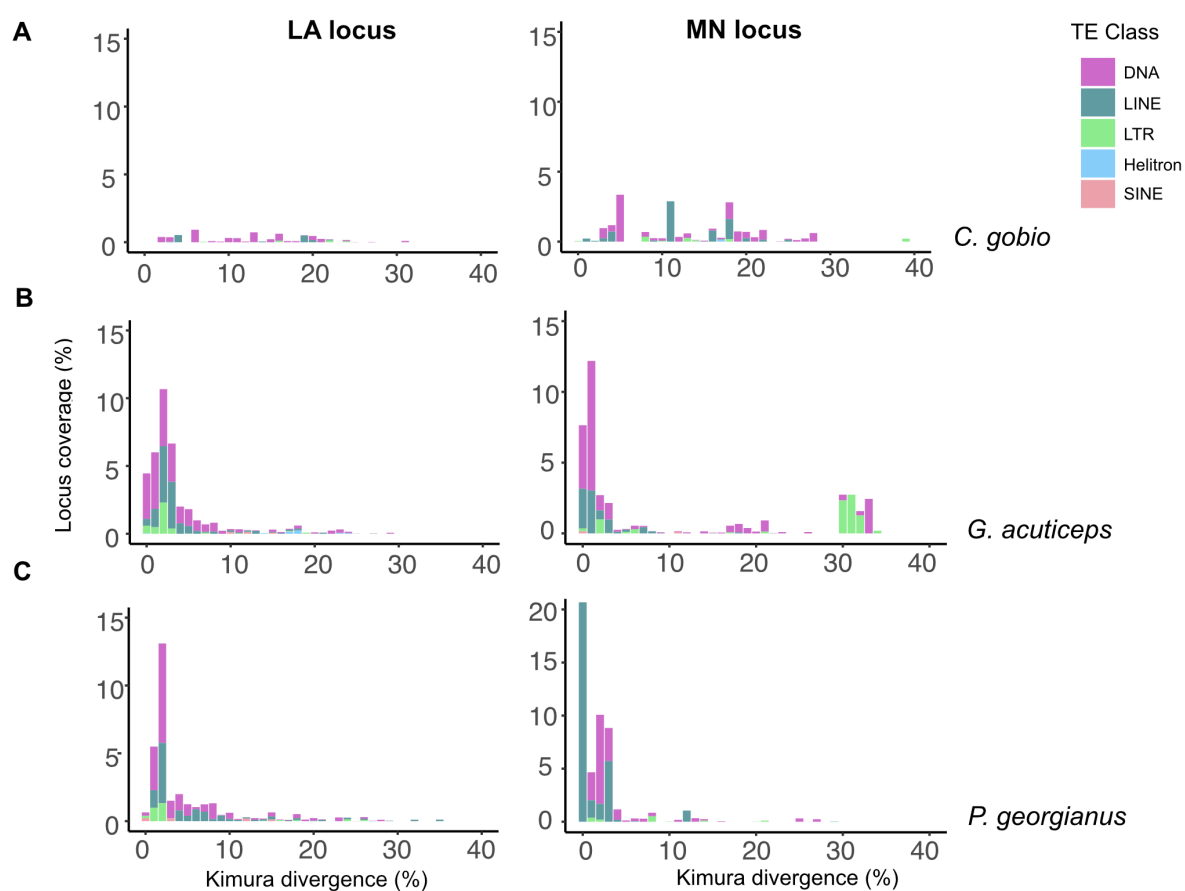 A
LA locus
MN locus
TE Class
DNA
LINE
LTR
Helitron
SINE
15
10
5
0
0 10 20 30 40
15
10
5
0
0 10 20 30 40
C. gobio
B
Locus coverage (%)
15
10
5
0
0 10 20 30 40
15
10
5
0
0 10 20 30 40
G. acuticeps
C
15
10
5
0
0 10 20 30 40
Kimura divergence (%)
20
15
10
5
0
0 10 20 30 40
Kimura divergence (%)
P. georgianus